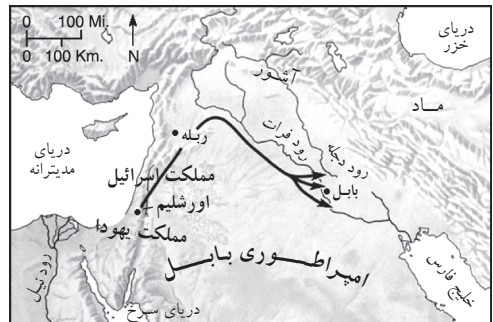 0 100 Mi.
0 100 Km.
N
دریای
خزر
آشور
ماد
رود فرات
رود دجله
ربله
دریای
مدیترانه
مملکت اسرائیل
اورشلیم
مملکت یهودا
بابل
امپراطوری بابل
خلیج فارس
رود نیل
دریای سرخ